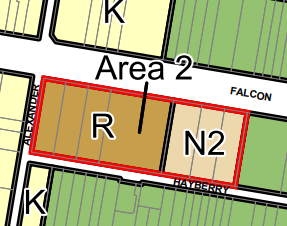 K
Area 2
FALCON
ALEXANDER
R
N2
HAYBERRY
K